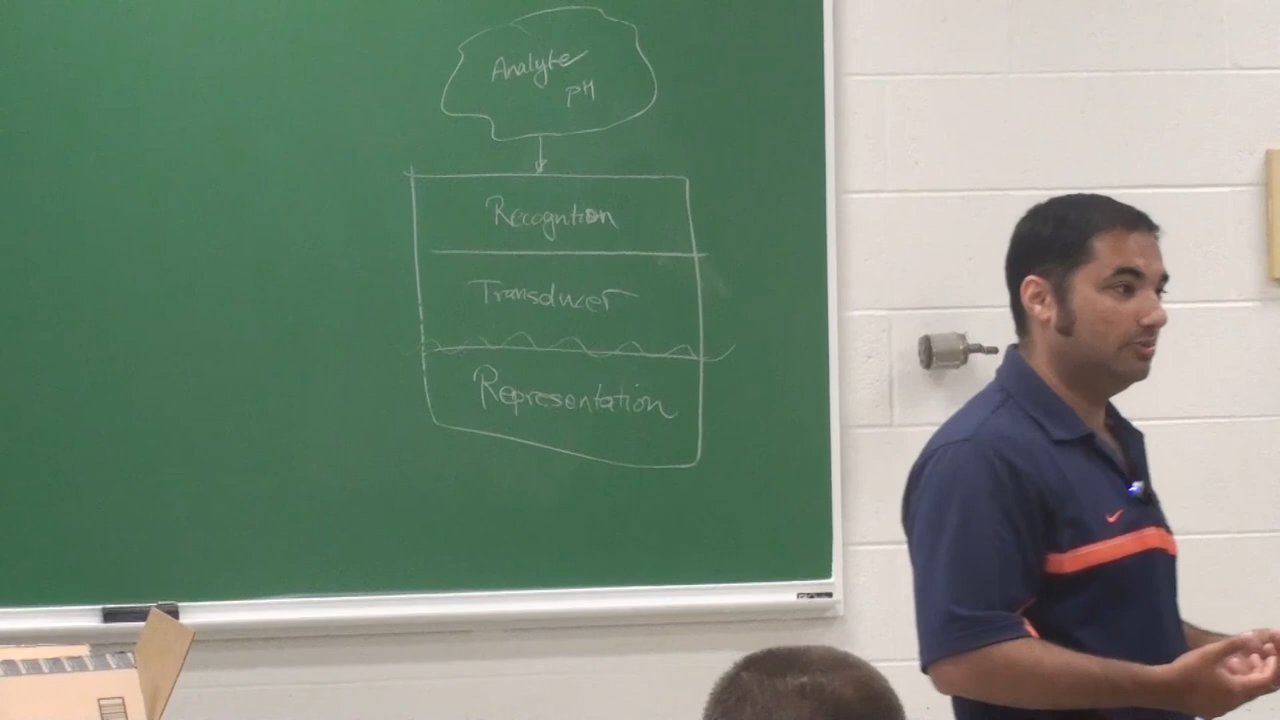 Analyte
pH
Recognition
Transducer
Representation